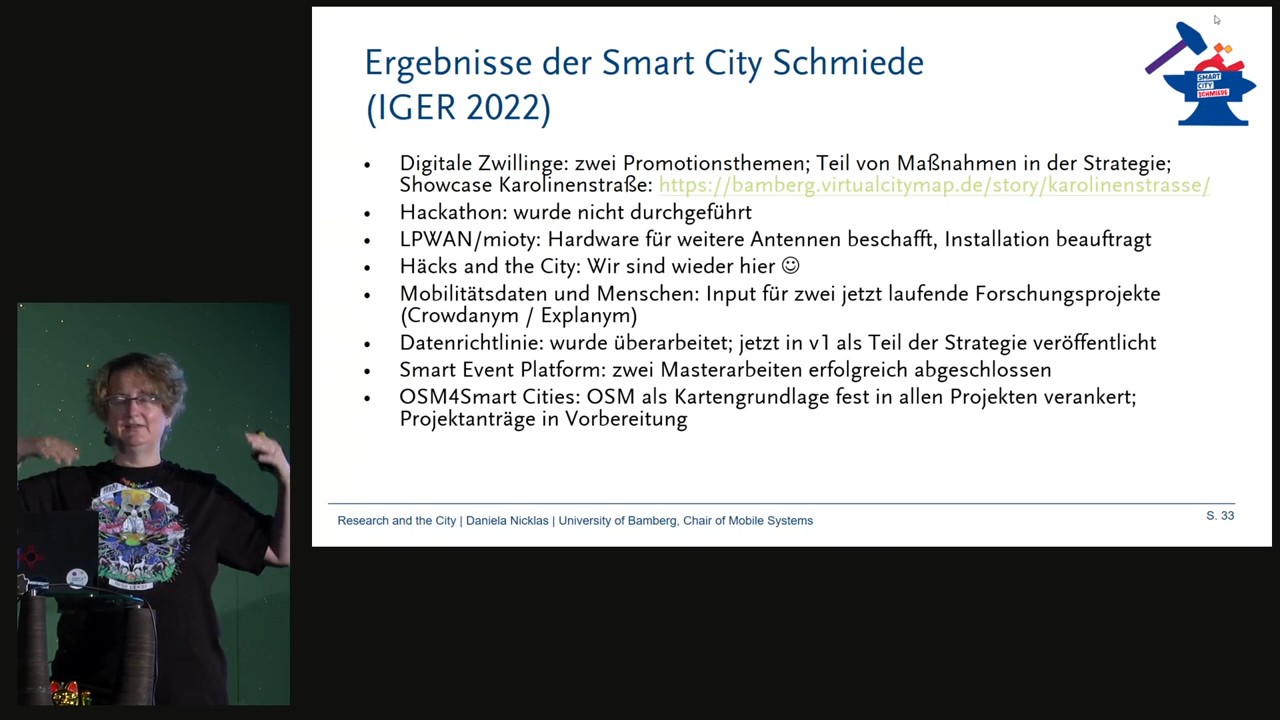 Ergebnisse der Smart City Schmiede
(IGER 2022)
SMART
CITY
SCHMIEDE
• Digitale Zwillinge: zwei Promotionsthemen; Teil von Maßnahmen in der Strategie;
Showcase Karolinenstraße: https://bamberg.virtualcitymap.de/story/karolinenstrasse/
• Hackathon: wurde nicht durchgeführt
• LPWAN/mioty: Hardware für weitere Antennen beschafft, Installation beauftragt
• Häcks and the City: Wir sind wieder hier ☺
• Mobilitätsdaten und Menschen: Input für zwei jetzt laufende Forschungsprojekte
(Crowdanym / Explanym)
• Datenrichtlinie: wurde überarbeitet; jetzt in v1 als Teil der Strategie veröffentlicht
• Smart Event Platform: zwei Masterarbeiten erfolgreich abgeschlossen
• OSM4Smart Cities: OSM als Kartengrundlage fest in allen Projekten verankert;
Projektanträge in Vorbereitung
Research and the City | Daniela Nicklas | University of Bamberg, Chair of Mobile Systems
S. 33